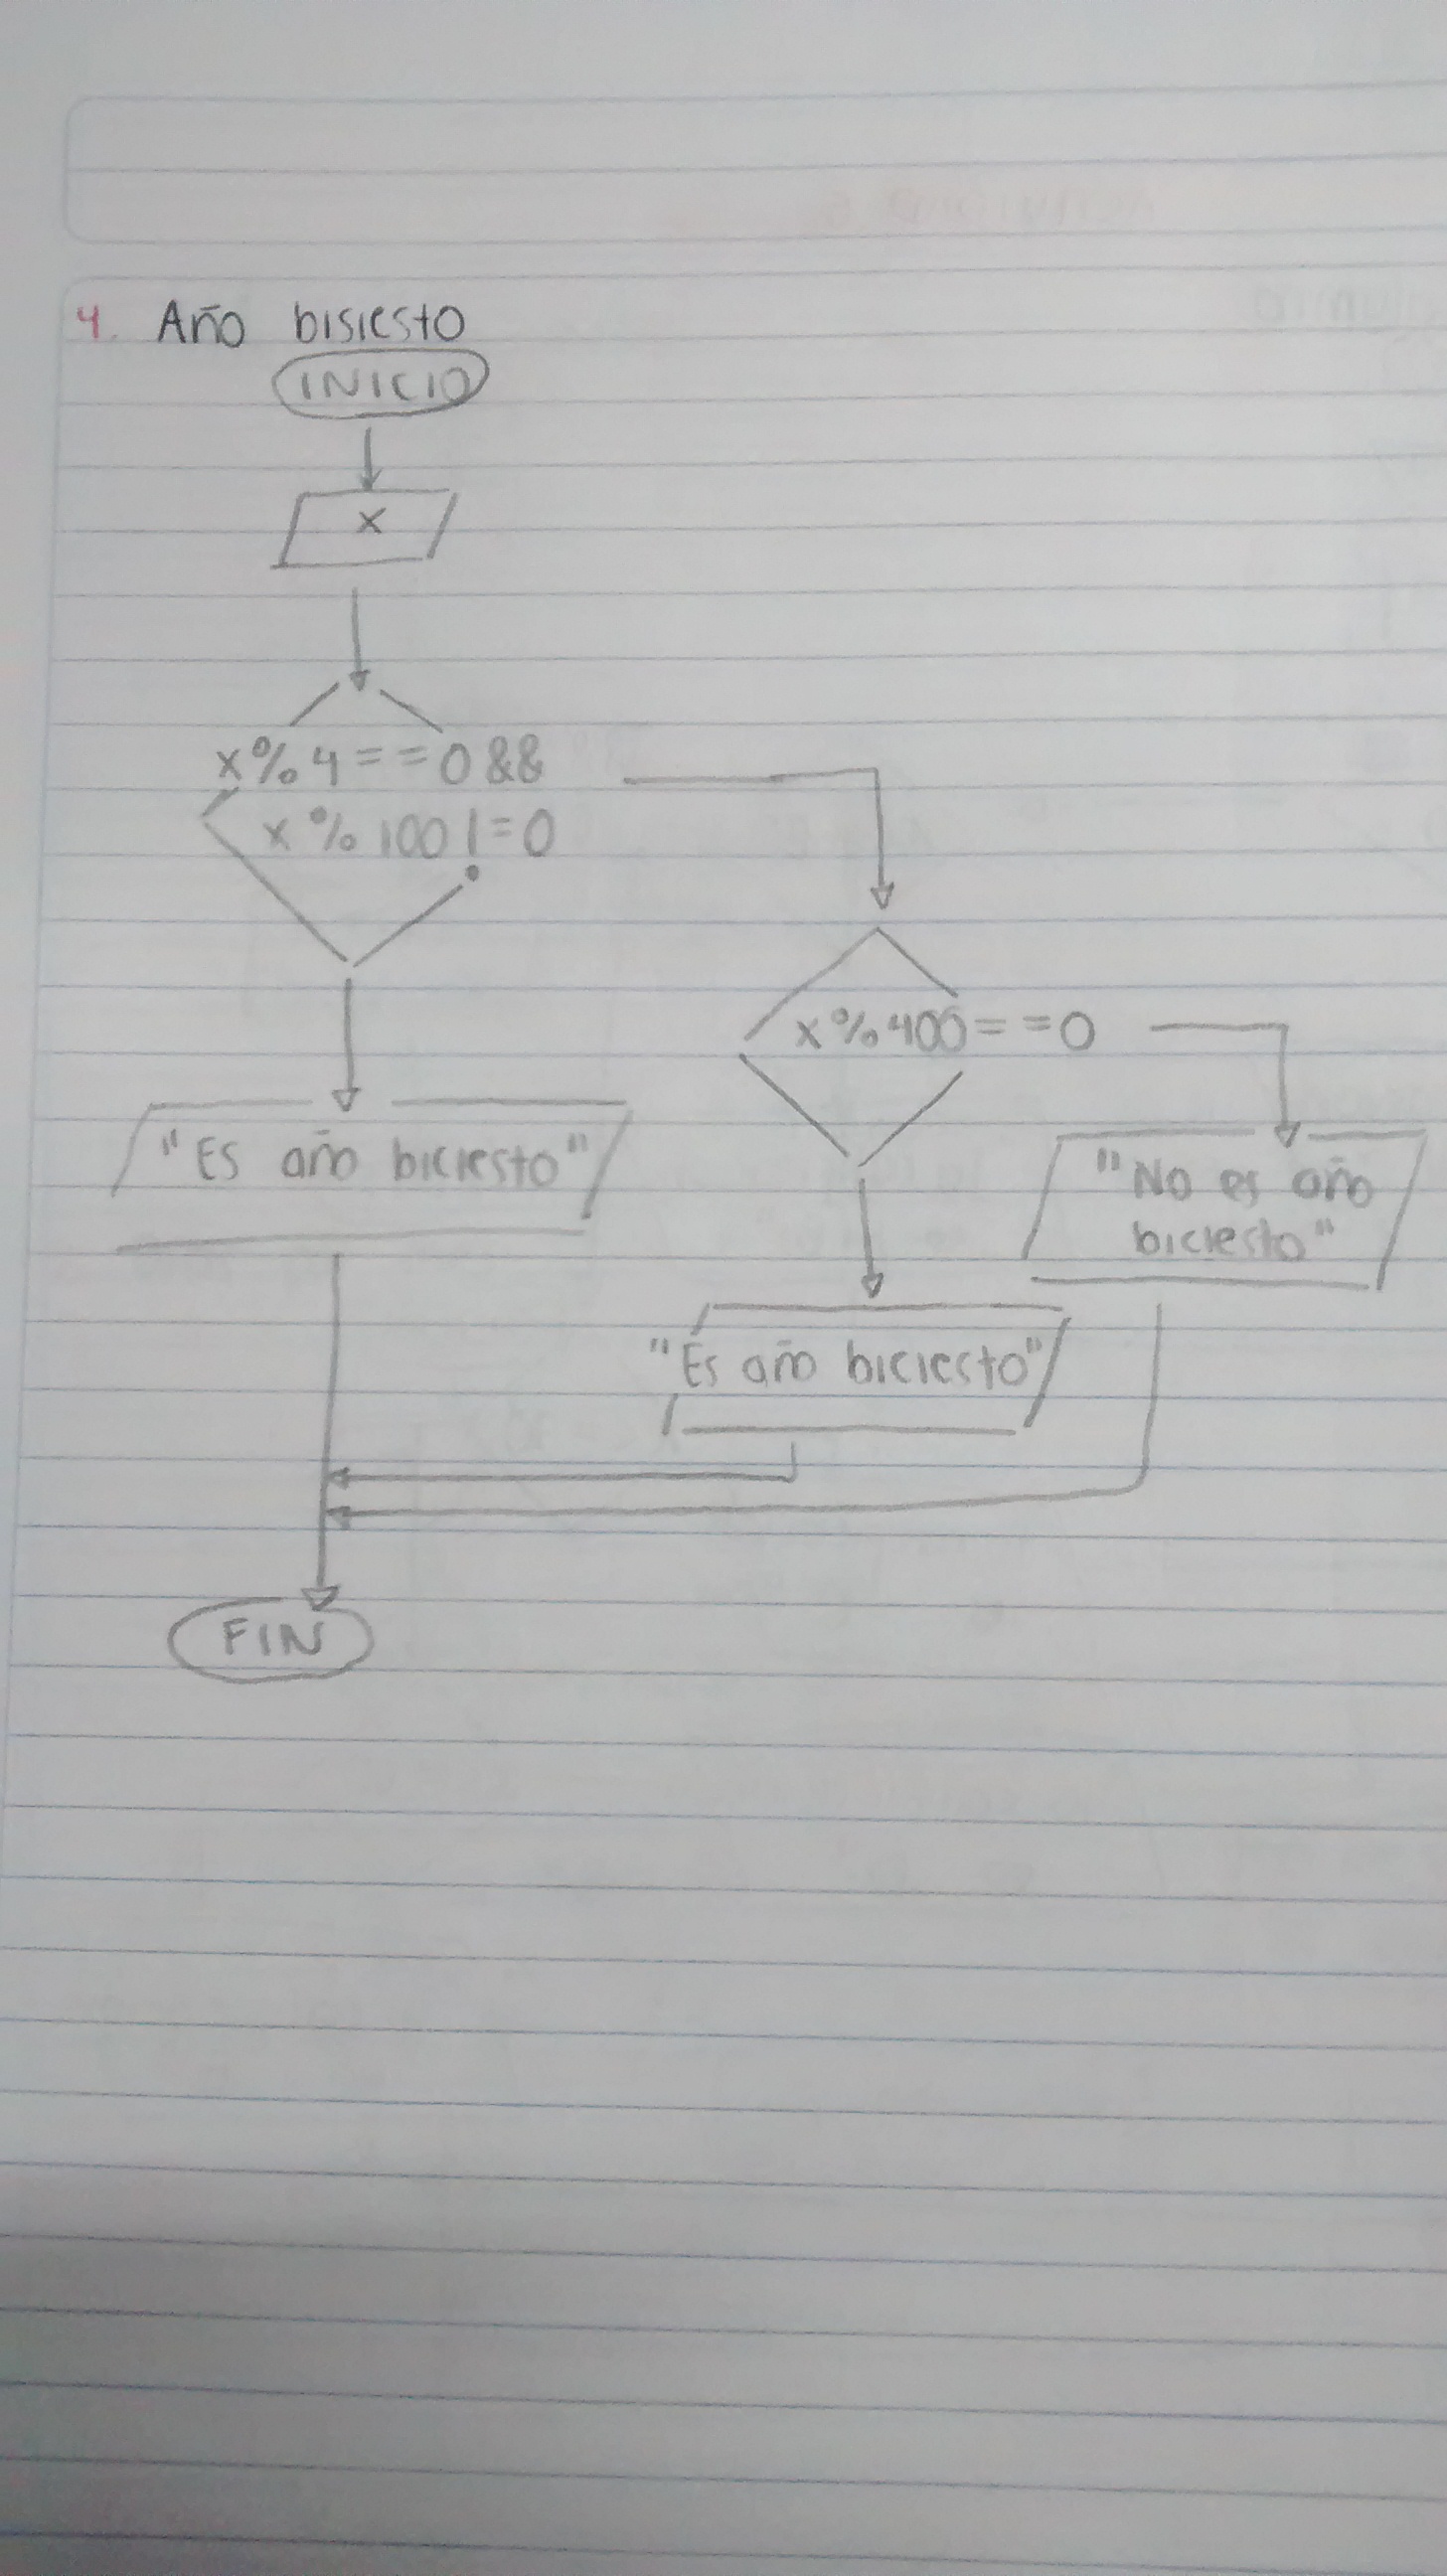 4. Año bisiesto
INICIO
x
x%4==0&&
x%100!=0
x%400==0
"Es año biciesto"
"No es año
biciesto"
"Es año biciesto"
FIN